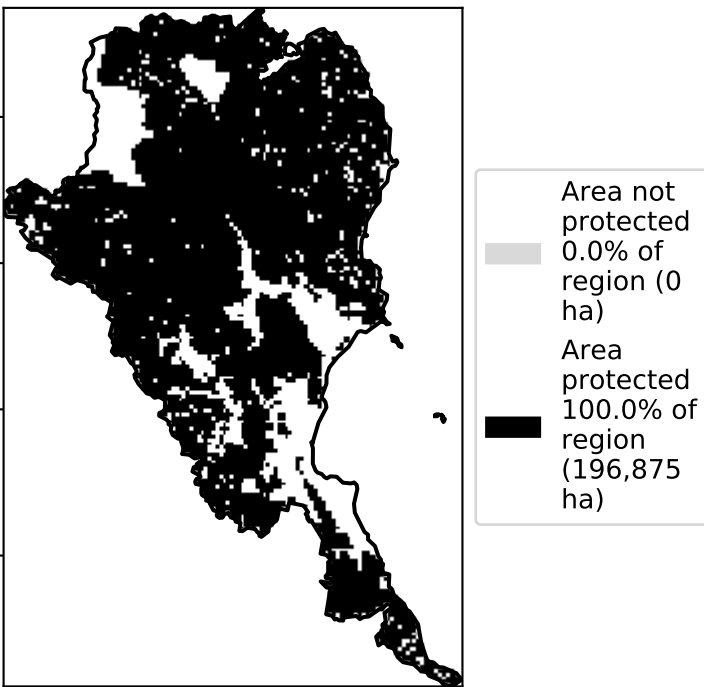 Area not
protected
0.0% of
region (0
ha)
Area
protected
100.0% of
region
(196,875
ha)